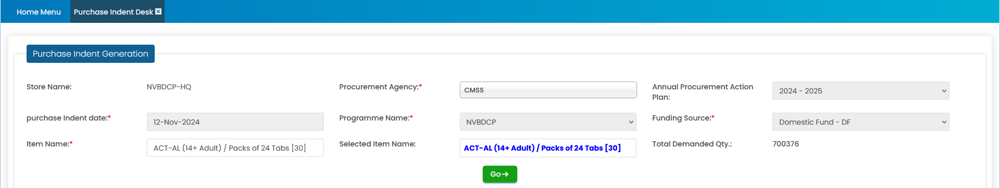 Home Menu Purchase Indent Desk
Purchase Indent Generation
Store Name: NVBDCP-HQ Procurement Agency:* CMSS Annual Procurement Action Plan: 2024 - 2025
purchase Indent date:* 12-Nov-2024 Programme Name:* NVBDCP Funding Source:* Domestic Fund - DF
Item Name:* ACT-AL (14+ Adult) / Packs of 24 Tabs [30] Selected Item Name: ACT-AL (14+ Adult) / Packs of 24 Tabs [30] Total Demanded Qty.: 700376
Go→